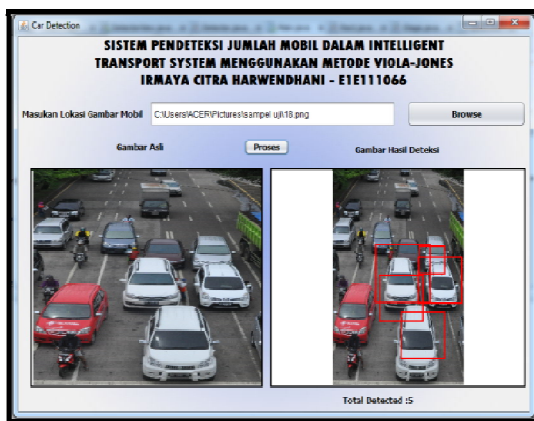 Car Detection
SISTEM PENDETEKSI JUMLAH MOBIL DALAM INTELLIGENT
TRANSPORT SYSTEM MENGGUNAKAN METODE VIOLA-JONES
IRMAYA CITRA HARWENDHANI - E1E111066
Masukan Lokasi Gambar Mobil C:\Users\ACER\Pictures\sampel uji\18.png Browse
Gambar Asli Proses Gambar Hasil Deteksi
Total Detected :5